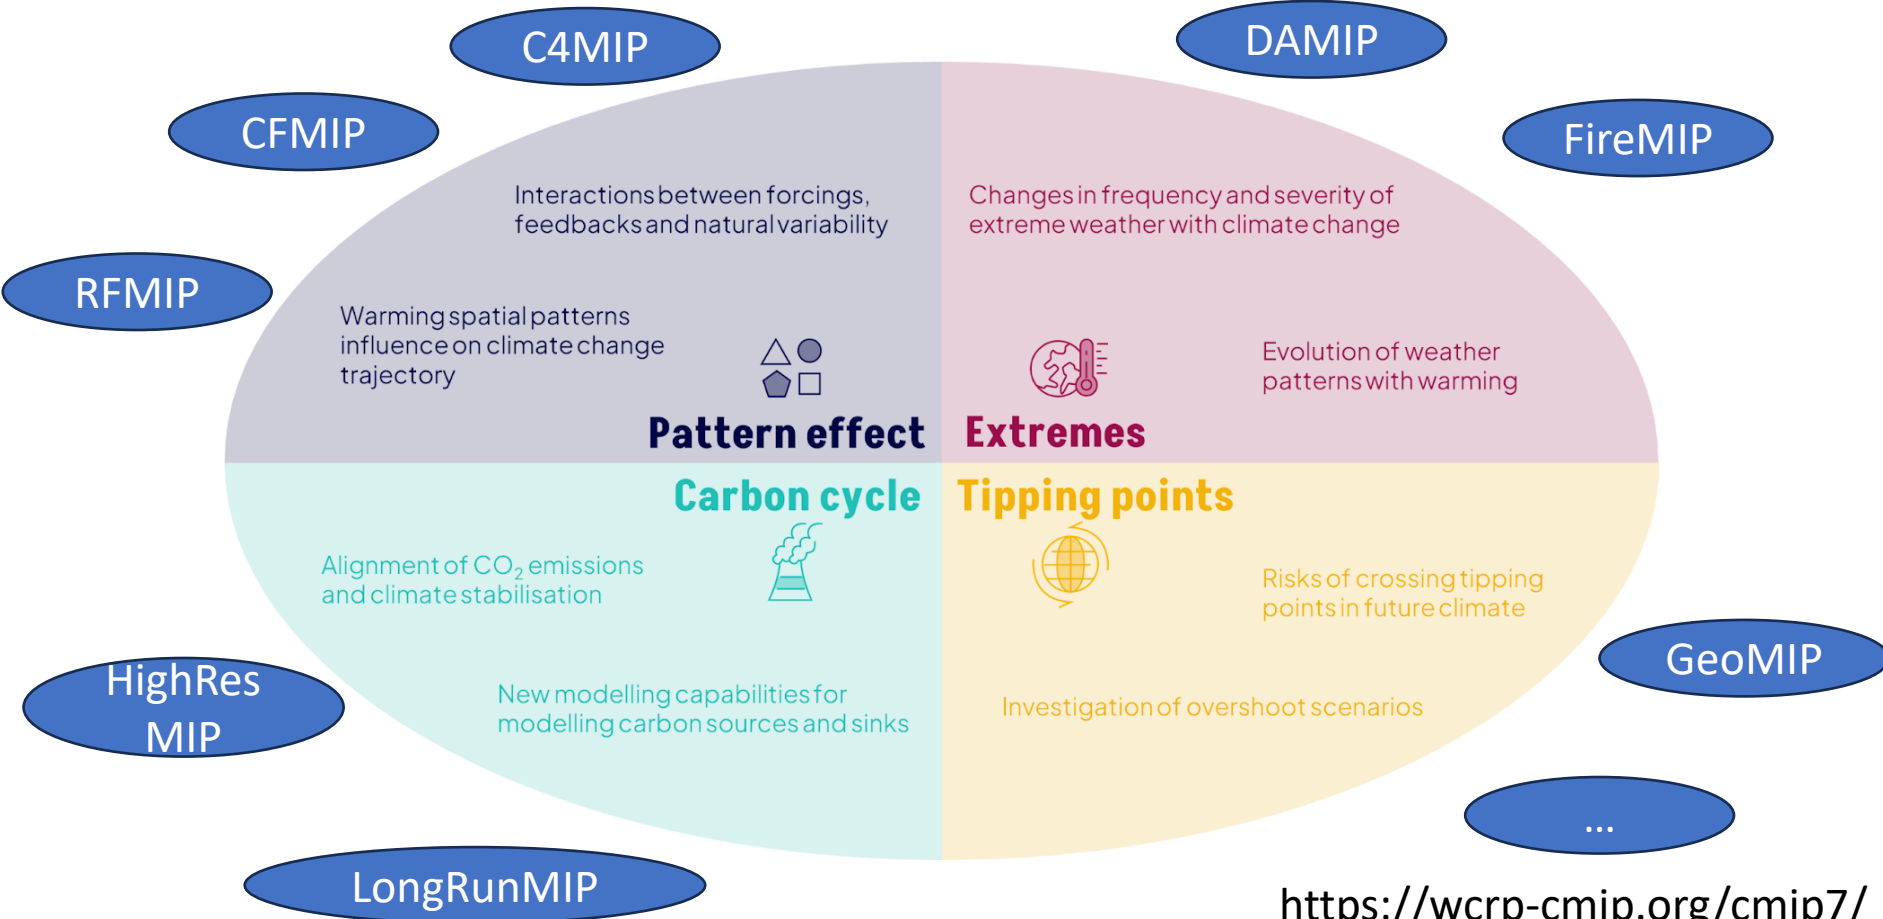 C4MIP
DAMIP
CFMIP
FireMIP
Interactions between forcings,
feedbacks and natural variability
Changes in frequency and severity of
extreme weather with climate change
RFMIP
Warming spatial patterns
influence on climate change
trajectory
Evolution of weather
patterns with warming
Pattern effect
Extremes
Carbon cycle
Tipping points
Alignment of CO₂ emissions
and climate stabilisation
Risks of crossing tipping
points in future climate
GeoMIP
HighRes
MIP
New modelling capabilities for
modelling carbon sources and sinks
Investigation of overshoot scenarios
...
LongRunMIP
https://wcrp-cmip.org/cmip7/